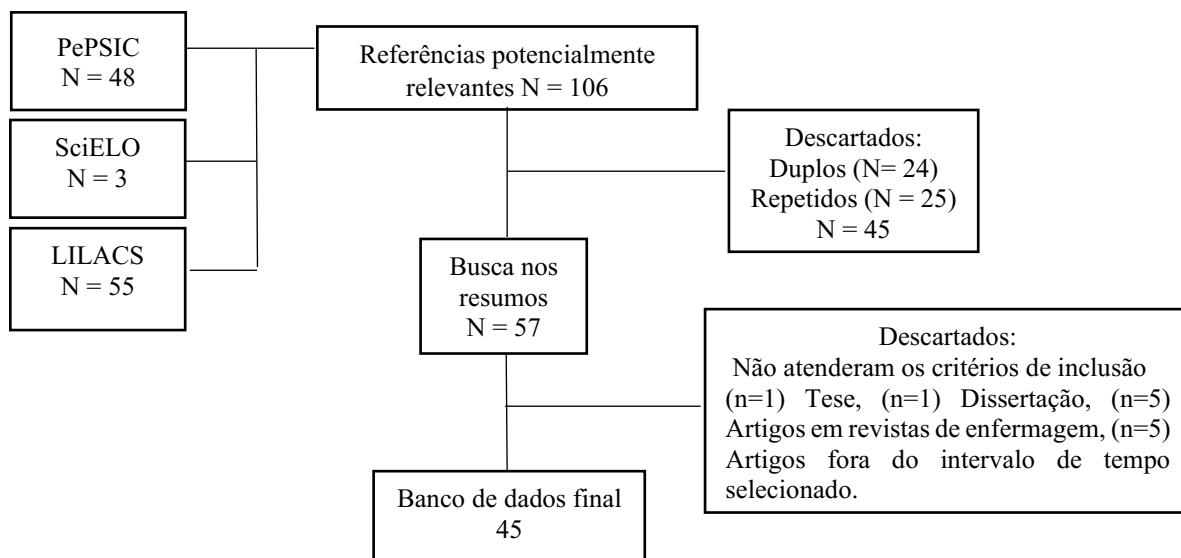 PePSIC
N = 48
SciELO
N = 3
LILACS
N = 55
Referências potencialmente
relevantes N = 106
Descartados:
Duplos (N= 24)
Repetidos (N = 25)
N = 45
Busca nos
resumos
N = 57
Descartados:
Não atenderam os critérios de inclusão
(n=1) Tese, (n=1) Dissertação, (n=5)
Artigos em revistas de enfermagem, (n=5)
Artigos fora do intervalo de tempo
selecionado.
Banco de dados final
45